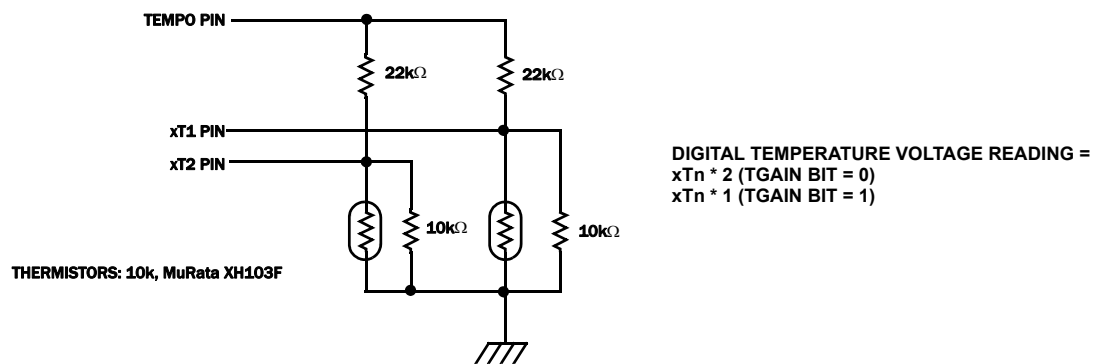 TEMPO PIN
22kΩ
22kΩ
xT1 PIN
xT2 PIN
DIGITAL TEMPERATURE VOLTAGE READING =
xTn * 2 (TGAIN BIT = 0)
xTn * 1 (TGAIN BIT = 1)
10kΩ
10kΩ
THERMISTORS: 10k, MuRata XH103F